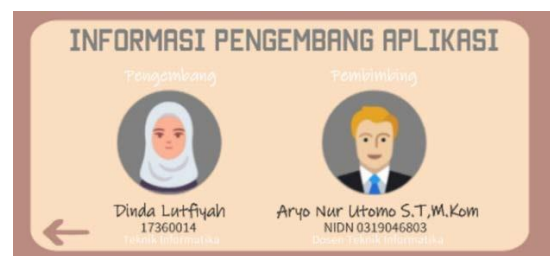 INFORMASI PENGEMBANG APLIKASI
Pengembang Pembimbing
Dinda Lutfiyah Aryo Nur Utomo S.T,M.Kom
17360014 NIDN 0319046803
Teknik Informatika Dosen Teknik Informatika